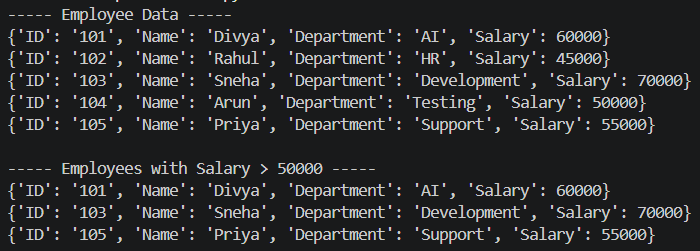 ----- Employee Data -----
{'ID': '101', 'Name': 'Divya', 'Department': 'AI', 'Salary': 60000}
{'ID': '102', 'Name': 'Rahul', 'Department': 'HR', 'Salary': 45000}
{'ID': '103', 'Name': 'Sneha', 'Department': 'Development', 'Salary': 70000}
{'ID': '104', 'Name': 'Arun', 'Department': 'Testing', 'Salary': 50000}
{'ID': '105', 'Name': 'Priya', 'Department': 'Support', 'Salary': 55000}

----- Employees with Salary > 50000 -----
{'ID': '101', 'Name': 'Divya', 'Department': 'AI', 'Salary': 60000}
{'ID': '103', 'Name': 'Sneha', 'Department': 'Development', 'Salary': 70000}
{'ID': '105', 'Name': 'Priya', 'Department': 'Support', 'Salary': 55000}